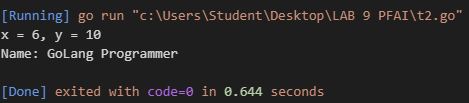 [Running] go run "c:\Users\Student\Desktop\LAB 9 PFAI\t2.go"
x = 6, y = 10
Name: GoLang Programmer
[Done] exited with code=0 in 0.644 seconds